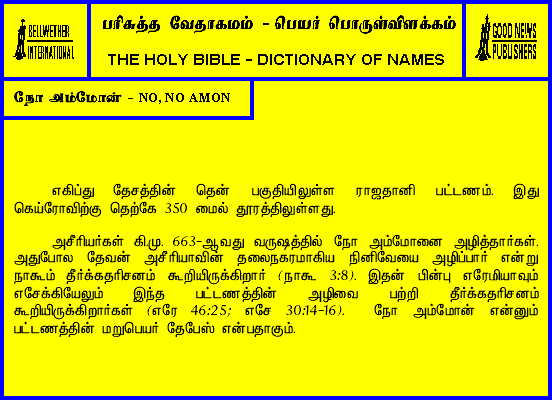 BELLWETHER
INTERNATIONAL
பரிசுத்த வேதாகமம் - பெயர் பொருள்விளக்கம்
THE HOLY BIBLE - DICTIONARY OF NAMES
GOOD NEWS
PUBLISHERS
நோ அம்மோன் - NO, NO AMON
எகிப்து தேசத்தின் தென் பகுதியிலுள்ள ராஜதானி பட்டணம். இது
கெய்ரோவிற்கு தெற்கே 350 மைல் தூரத்திலுள்ளது.
அசீரியர்கள் கி.மு. 663-ஆவது வருஷத்தில் நோ அம்மோனை அழித்தார்கள்.
அதுபோல தேவன் அசீரியாவின் தலைநகரமாகிய நினிவேயை அழிப்பார் என்று
நாகூம் தீர்க்கதரிசனம் கூறியிருக்கிறார் (நாகூ 3:8). இதன் பின்பு எரேமியாவும்
எசேக்கியேலும் இந்த பட்டணத்தின் அழிவை பற்றி தீர்க்கதரிசனம்
கூறியிருக்கிறார்கள் (எரே 46:25; எசே 30:14-16). நோ அம்மோன் என்னும்
பட்டணத்தின் மறுபெயர் தேபேஸ் என்பதாகும்.